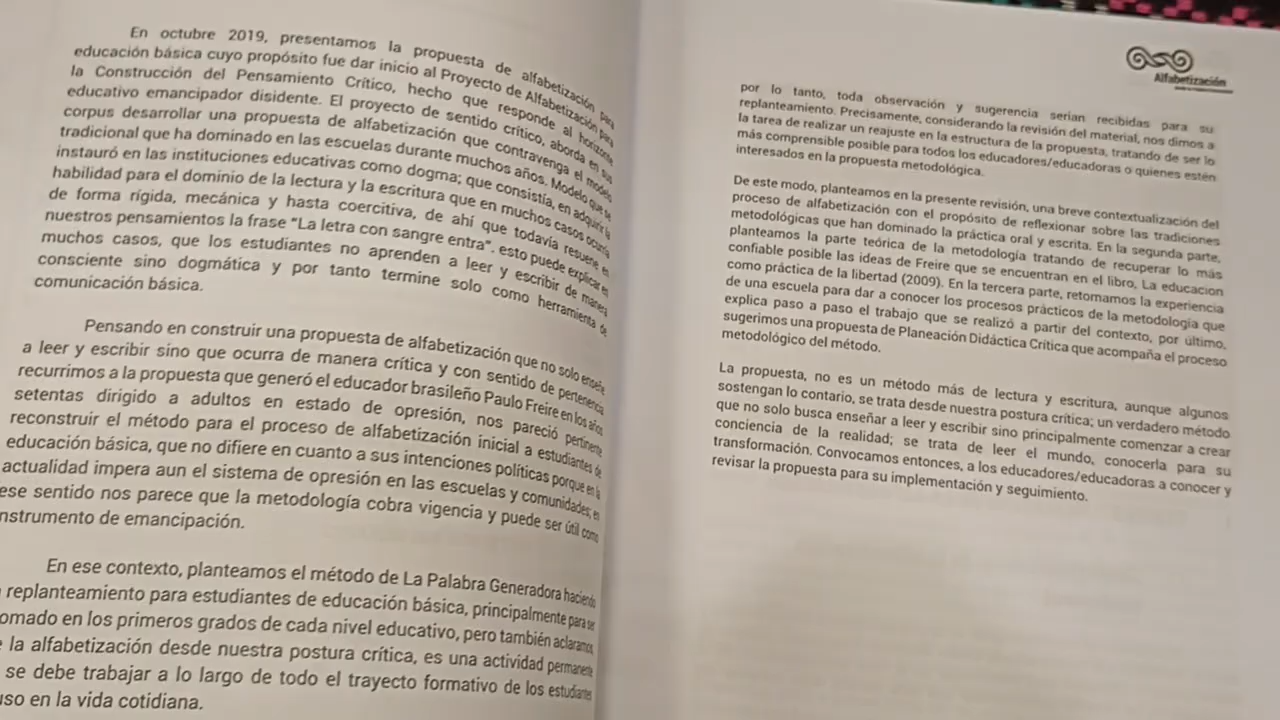 En octubre 2019, presentamos la propuesta de alfabetización para
educación básica cuyo propósito fue dar inicio al Proyecto de Alfabetización para
la Construcción del Pensamiento Crítico, hecho que responde al horizonte
educativo emancipador disidente. El proyecto de sentido crítico, aborda en sus
corpus desarrollar una propuesta de alfabetización que contravenga el modelo
tradicional que ha dominado en las escuelas durante muchos años. Modelo que se
instauró en las instituciones educativas como dogma; que consistía, en adquirir la
habilidad para el dominio de la lectura y la escritura que en muchos casos ocurría
de forma rígida, mecánica y hasta coercitiva, de ahí que todavía resuene en
nuestros pensamientos la frase “La letra con sangre entra”. esto puede explicar en
muchos casos, que los estudiantes no aprenden a leer y escribir de manera
consciente sino dogmática y por tanto termine solo como herramienta de
comunicación básica.
Pensando en construir una propuesta de alfabetización que no solo enseñe
a leer y escribir sino que ocurra de manera crítica y con sentido de pertenencia
recurrimos a la propuesta que generó el educador brasileño Paulo Freire en los años
setentas dirigido a adultos en estado de opresión, nos pareció pertinente
reconstruir el método para el proceso de alfabetización inicial a estudiantes de
educación básica, que no difiere en cuanto a sus intenciones políticas porque en la
actualidad impera aun el sistema de opresión en las escuelas y comunidades; en
ese sentido nos parece que la metodología cobra vigencia y puede ser útil como
nstrumento de emancipación.
En ese contexto, planteamos el método de La Palabra Generadora haciendo
replanteamiento para estudiantes de educación básica, principalmente para ser
omado en los primeros grados de cada nivel educativo, pero también aclaramos,
e la alfabetización desde nuestra postura crítica, es una actividad permanente
se debe trabajar a lo largo de todo el trayecto formativo de los estudiantes
uso en la vida cotidiana.
Alfabetización
por lo tanto, toda observación y sugerencia serían recibidas para su
replanteamiento. Precisamente, considerando la revisión del material, nos dimos a
la tarea de realizar un reajuste en la estructura de la propuesta, tratando de ser lo
más comprensible posible para todos los educadores/educadoras o quienes estén
interesados en la propuesta metodológica.
De este modo, planteamos en la presente revisión, una breve contextualización del
proceso de alfabetización con el propósito de reflexionar sobre las tradiciones
metodológicas que han dominado la práctica oral y escrita. En la segunda parte,
planteamos la parte teórica de la metodología tratando de recuperar lo más
confiable posible las ideas de Freire que se encuentran en el libro, La educacion
como práctica de la libertad (2009). En la tercera parte, retomamos la experiencia
de una escuela para dar a conocer los procesos prácticos de la metodología que
explica paso a paso el trabajo que se realizó a partir del contexto, por último,
sugerimos una propuesta de Planeación Didáctica Crítica que acompaña el proceso
metodológico del método.
La propuesta, no es un método más de lectura y escritura, aunque algunos
sostengan lo contario, se trata desde nuestra postura crítica; un verdadero método
que no solo busca enseñar a leer y escribir sino principalmente comenzar a crear
conciencia de la realidad; se trata de leer el mundo, conocerla para su
transformación. Convocamos entonces, a los educadores/educadoras a conocer y
revisar la propuesta para su implementación y seguimiento.